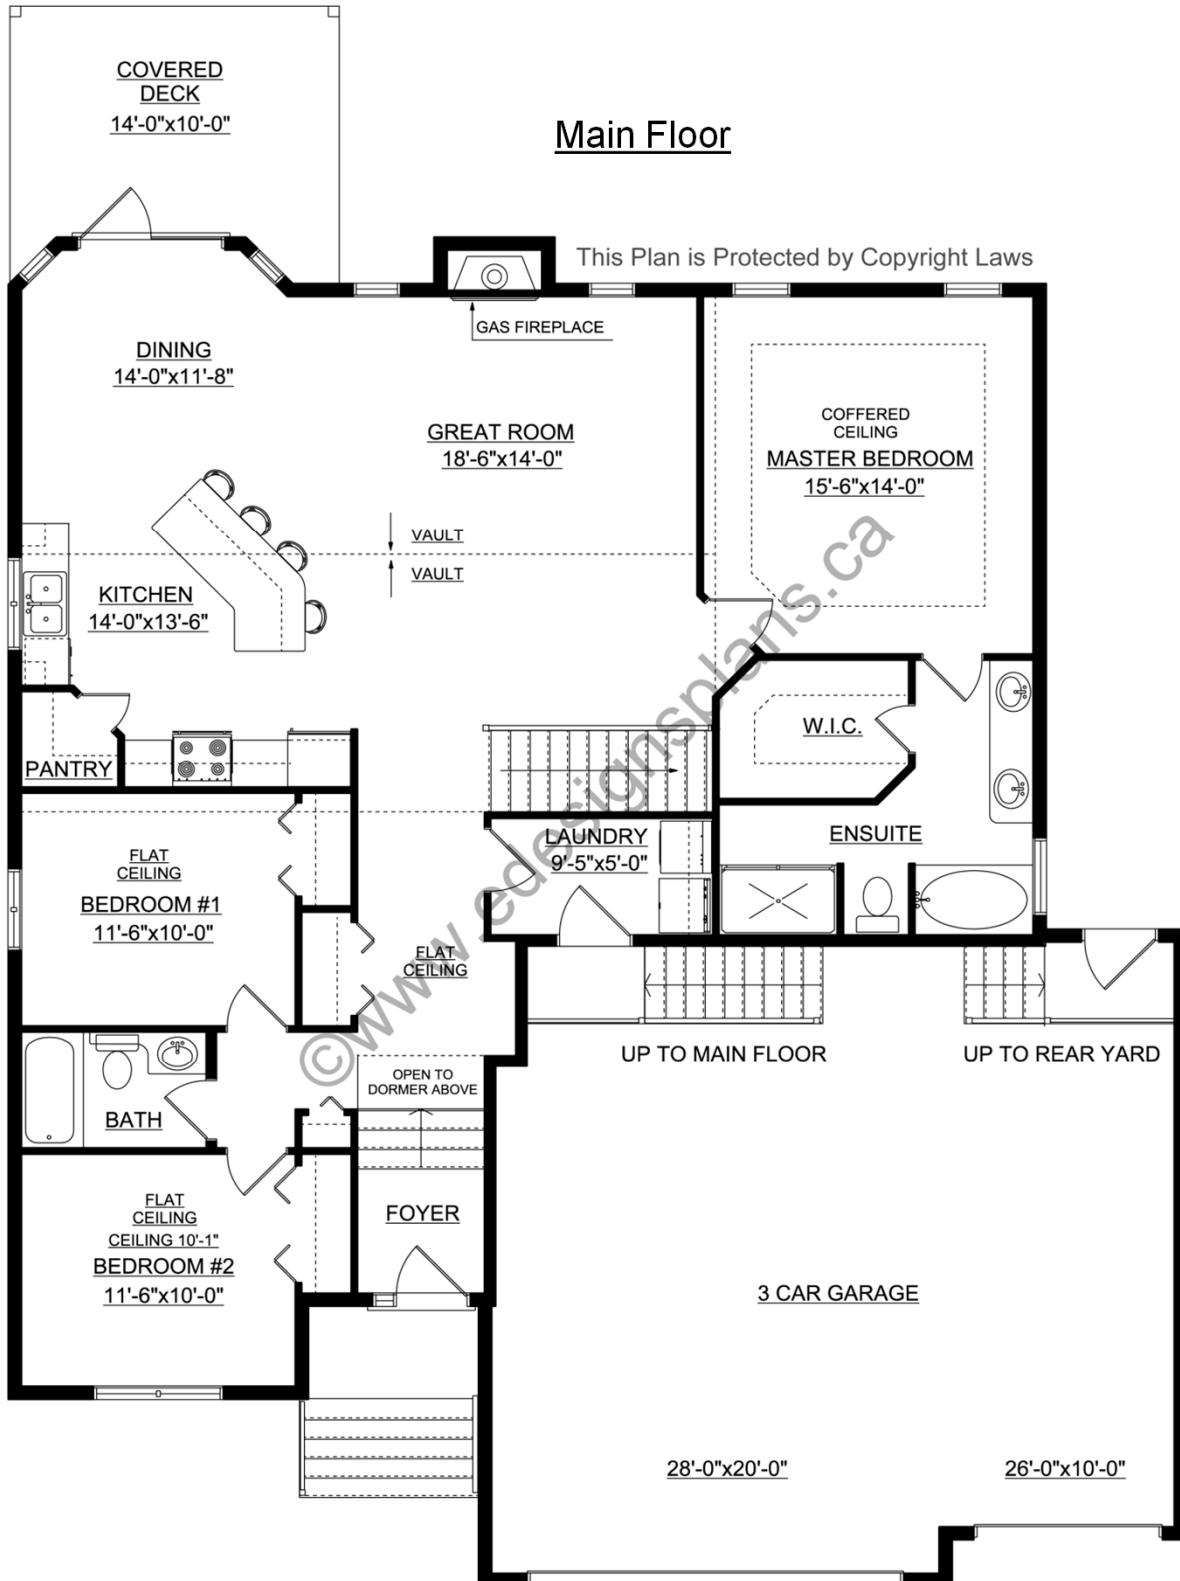 COVERED
DECK
14'-0"x10'-0"
Main Floor
This Plan is Protected by Copyright Laws
GAS FIREPLACE
DINING
14'-0"x11'-8"
GREAT ROOM
18'-6"x14'-0"
COFFERED
CEILING
MASTER BEDROOM
15'-6"x14'-0"
VAULT
VAULT
KITCHEN
14'-0"x13'-6"
W.I.C.
PANTRY
LAUNDRY
9'-5"x5'-0"
ENSUITE
FLAT
CEILING
BEDROOM #1
11'-6"x10'-0"
FLAT
CEILING
©www.edesignsplans.ca
UP TO MAIN FLOOR
UP TO REAR YARD
OPEN TO
DORMER ABOVE
BATH
FLAT
CEILING
CEILING 10'-1"
BEDROOM #2
11'-6"x10'-0"
FOYER
3 CAR GARAGE
28'-0"x20'-0"
26'-0"x10'-0"